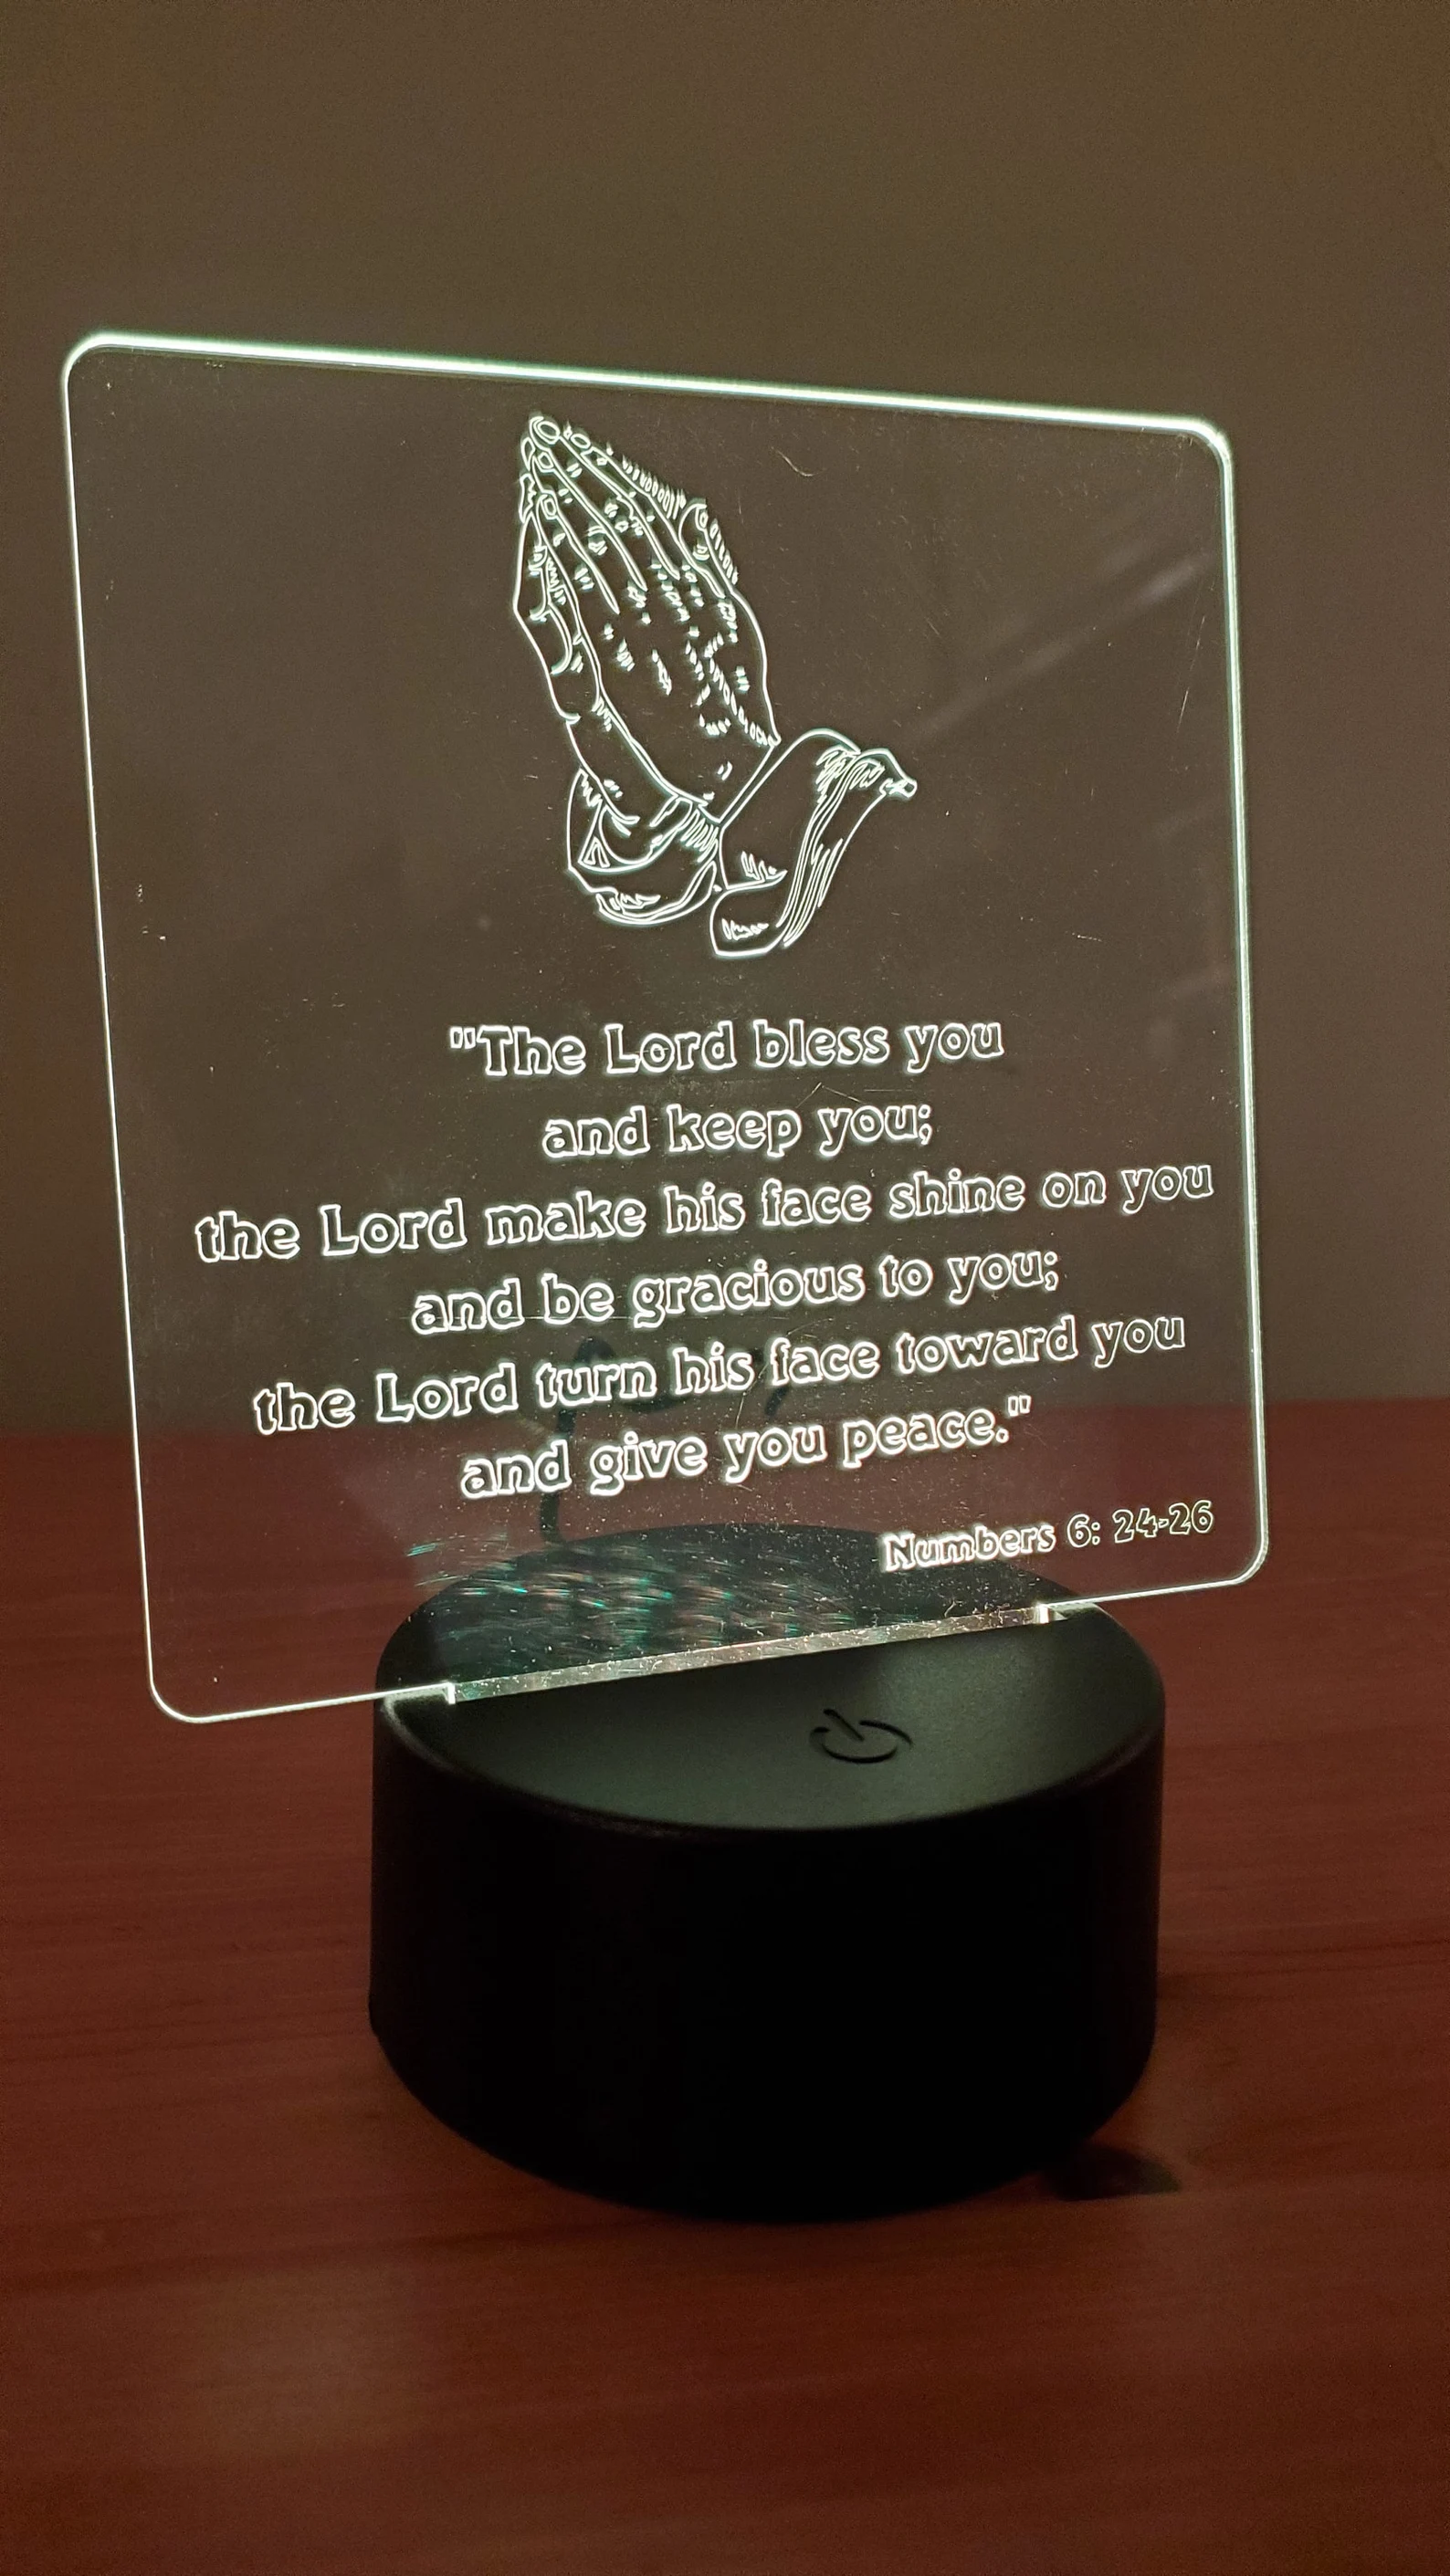 "The Lord bless you
and keep you;
the Lord make his face shine on you
and be gracious to you;
the Lord turn his face toward you
and give you peace."
Numbers 6: 24-26